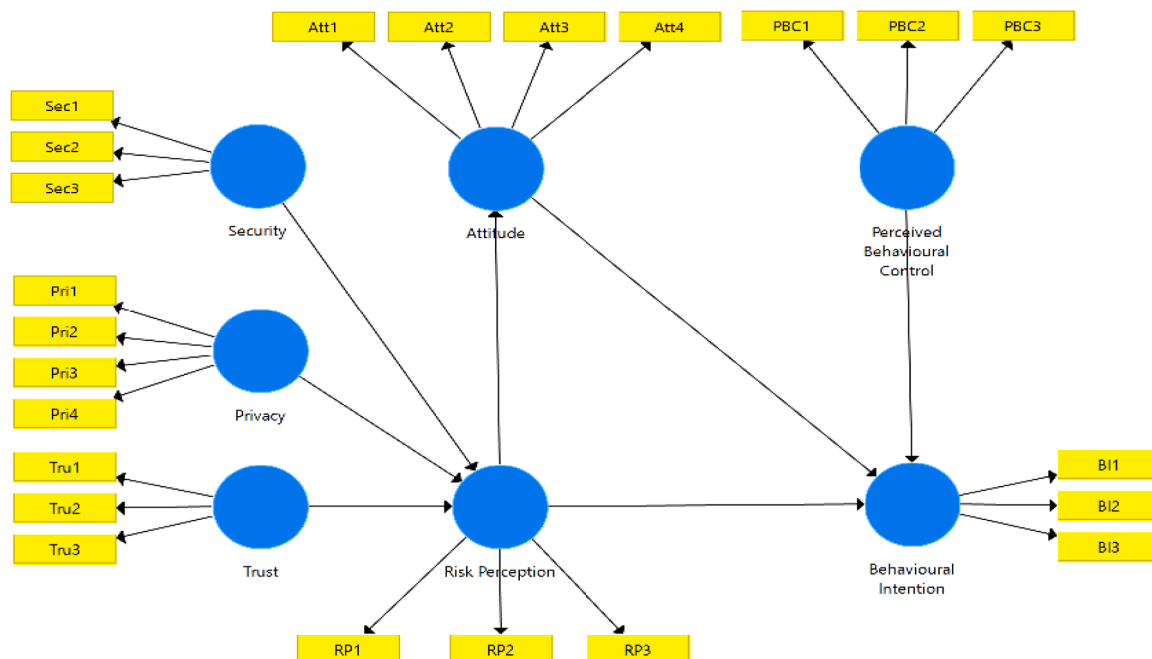 Att1
Att2
Att3
Att4
PBC1
PBC2
PBC3
Sec1
Sec2
Sec3
Security
Attitude
Perceived
Behavioural
Control
Pri1
Pri2
Pri3
Pri4
Privacy
Tru1
Tru2
Tru3
Trust
Risk Perception
Behavioural
Intention
BI1
BI2
BI3
RP1
RP2
RP3